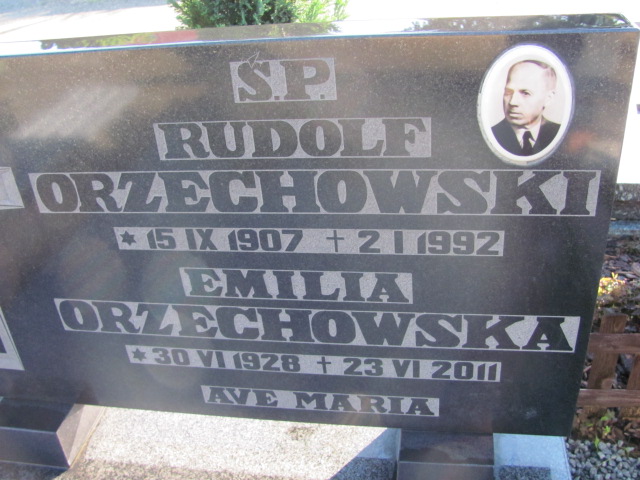 Ś.P.
RUDOLF
ORZECHOWSKI
* 15 IX 1907 + 2 I 1992
EMILIA
ORZECHOWSKA
* 30 VI 1928 + 23 VI 2011
AVE MARIA